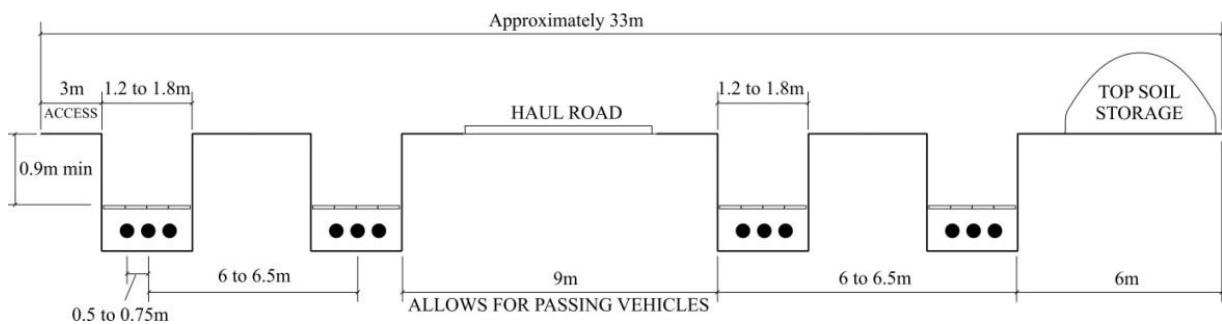 Approximately 33m
3m
1.2 to 1.8m
1.2 to 1.8m
ACCESS
HAUL ROAD
TOP SOIL
STORAGE
0.9m min
6 to 6.5m
9m
6 to 6.5m
6m
0.5 to 0.75m
ALLOWS FOR PASSING VEHICLES